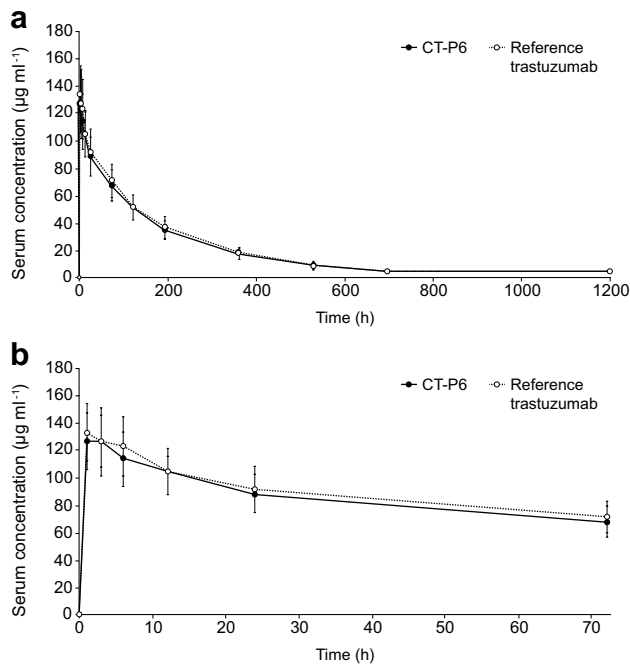 a
180
160
140
120
100
80
60
40
20
0
Serum concentration (µg ml⁻¹)
CT-P6
Reference
trastuzumab
0
200
400
600
800
1000
1200
Time (h)
b
180
160
140
120
100
80
60
40
20
0
Serum concentration (µg ml⁻¹)
CT-P6
Reference
trastuzumab
0
10
20
30
40
50
60
70
Time (h)